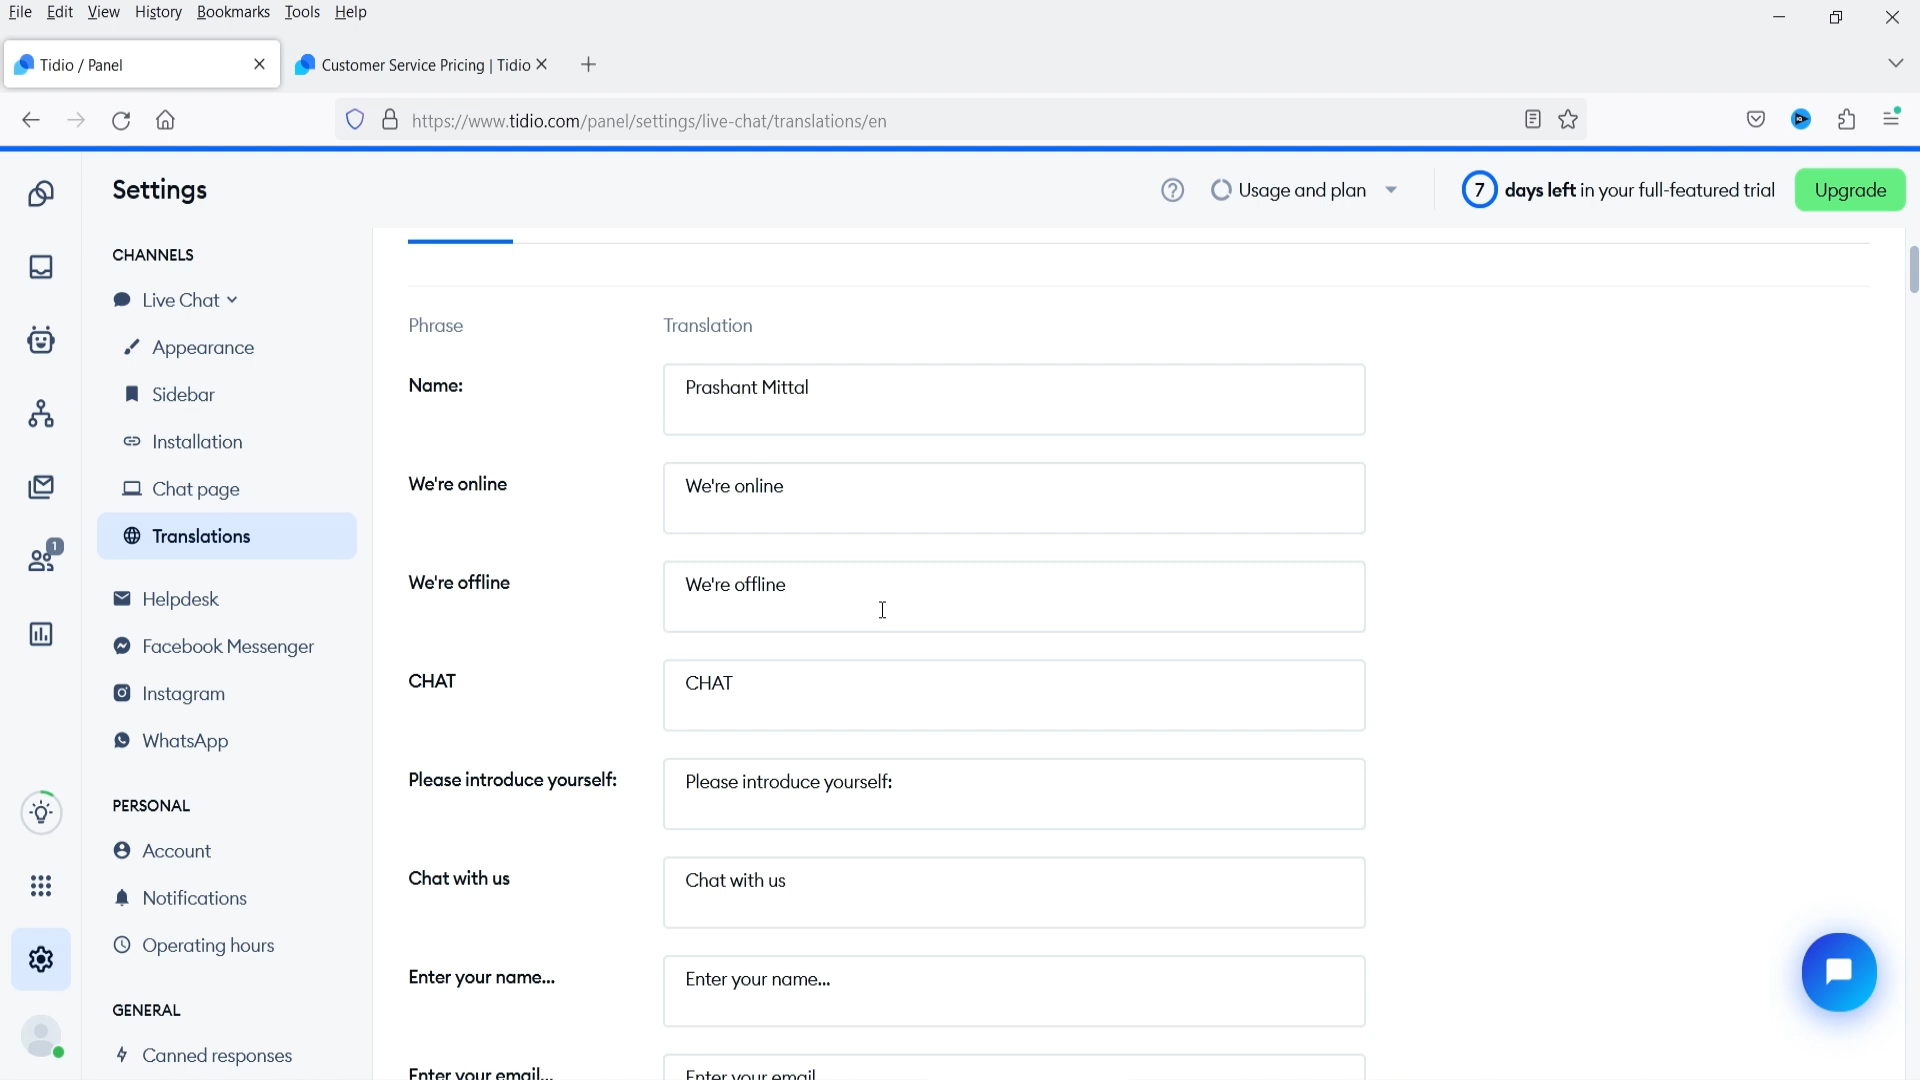 File Edit View History Bookmarks Tools Help
Tidio / Panel
Customer Service Pricing | Tidio
https://www.tidio.com/panel/settings/live-chat/translations/en
Settings
Usage and plan
7 days left in your full-featured trial
Upgrade
CHANNELS
Live Chat
Appearance
Sidebar
Installation
Chat page
Translations
1
Helpdesk
Facebook Messenger
Instagram
WhatsApp
PERSONAL
Account
Notifications
Operating hours
GENERAL
Canned responses
Phrase Translation
Name: Prashant Mittal
We're online We're online
We're offline We're offline
CHAT CHAT
Please introduce yourself: Please introduce yourself:
Chat with us Chat with us
Enter your name... Enter your name...
Enter your email... Enter your email